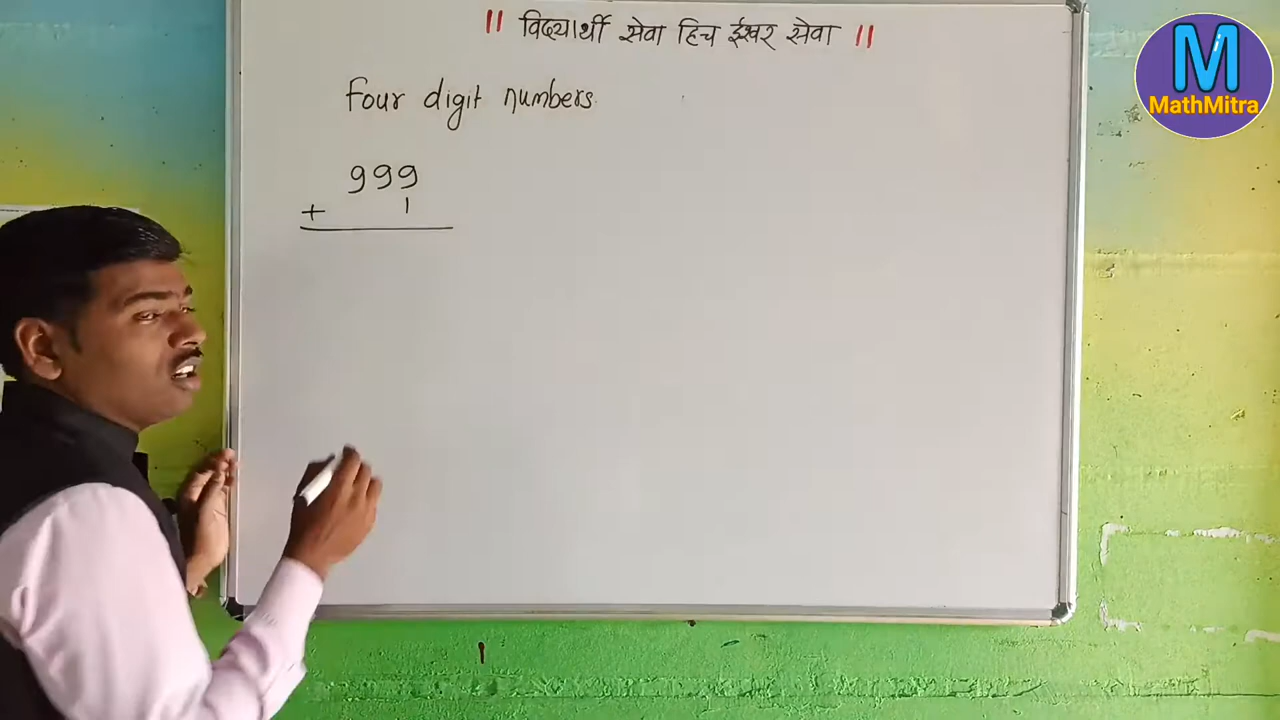 || विद्यार्थी सेवा हिच ईश्वर सेवा ||
M
MathMitra
Four digit numbers.
999
+ 1